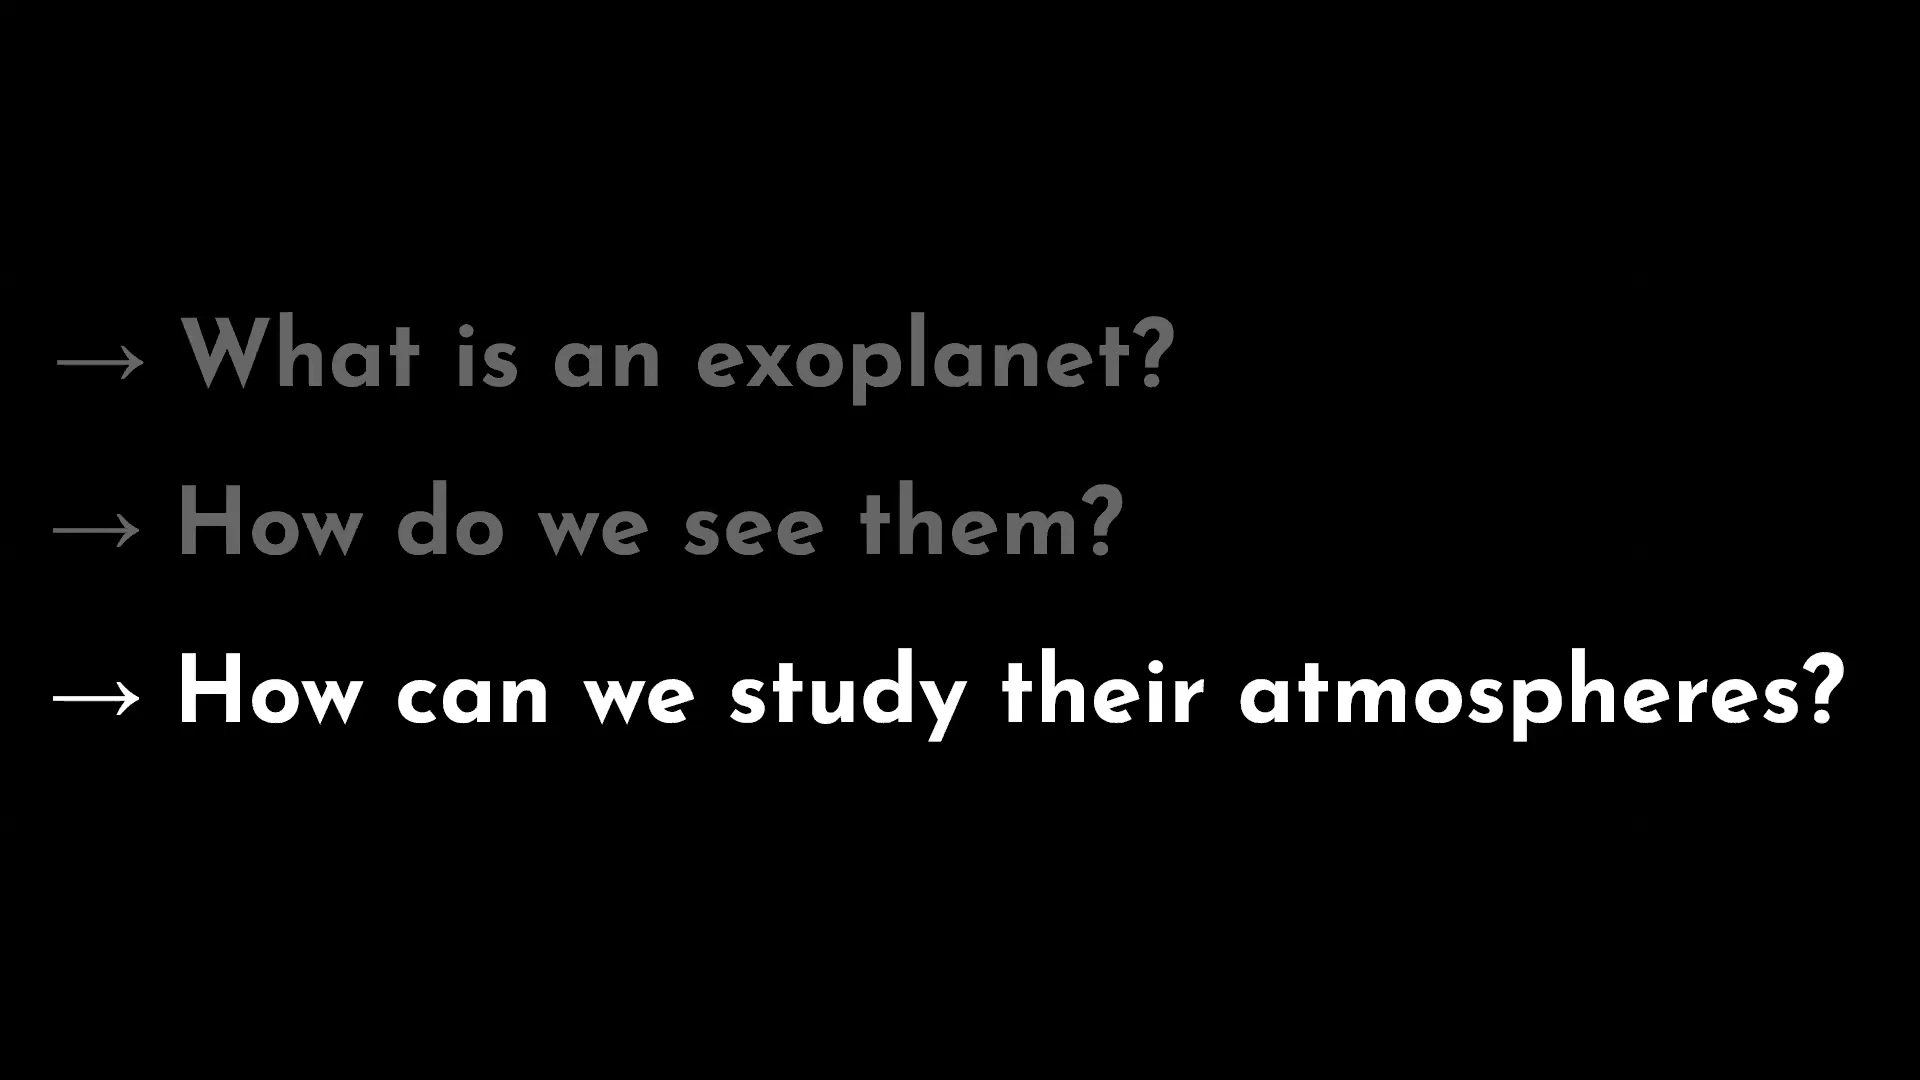 → What is an exoplanet?
→ How do we see them?
→ How can we study their atmospheres?